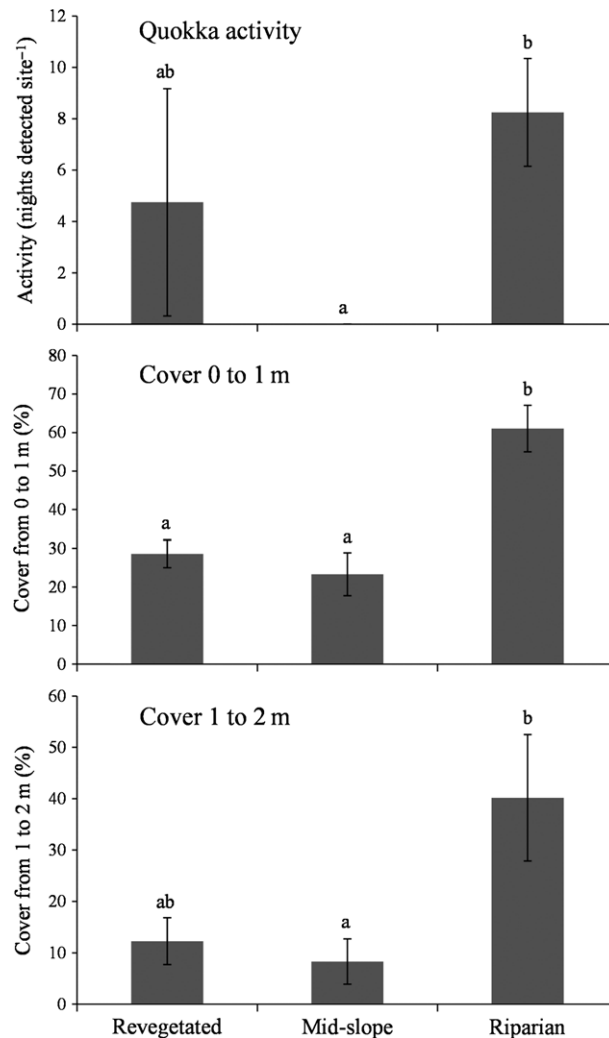 Quokka activity
Activity (nights detected site⁻¹)
12
10
8
6
4
2
0
ab
a
b
Cover 0 to 1 m
Cover from 0 to 1 m (%)
80
70
60
50
40
30
20
10
0
a
a
b
Cover 1 to 2 m
Cover from 1 to 2 m (%)
60
50
40
30
20
10
0
ab
a
b
Revegetated Mid-slope Riparian